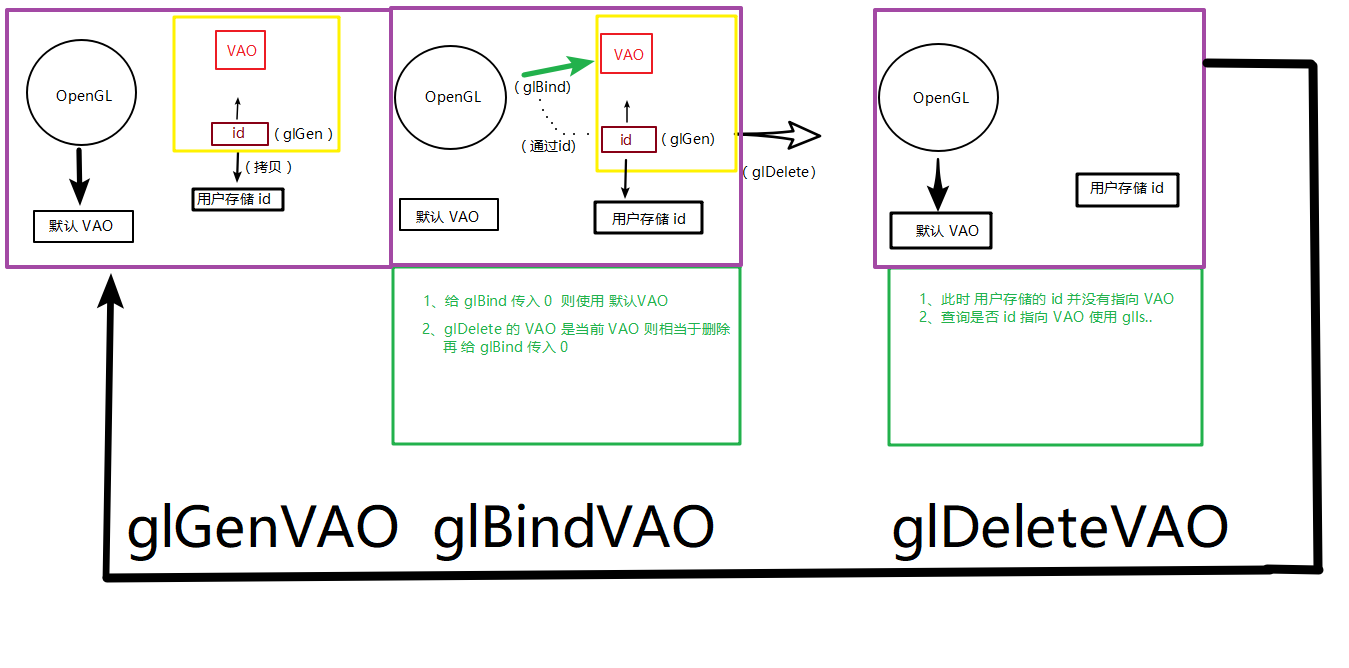 OpenGL
VAO
id
( glGen )
( 拷贝 )
用户存储 id
默认 VAO
OpenGL
( glBind)
VAO
( 通过id)
id
( glGen)
默认 VAO
用户存储 id
( glDelete)
OpenGL
用户存储 id
默认 VAO
1、给 glBind 传入 0 则使用 默认VAO
2、glDelete 的 VAO 是当前 VAO 则相当于删除
再 给 glBind 传入 0
1、此时 用户存储的 id 并没有指向 VAO
2、查询是否 id 指向 VAO 使用 glIs..
glGenVAO
glBindVAO
glDeleteVAO